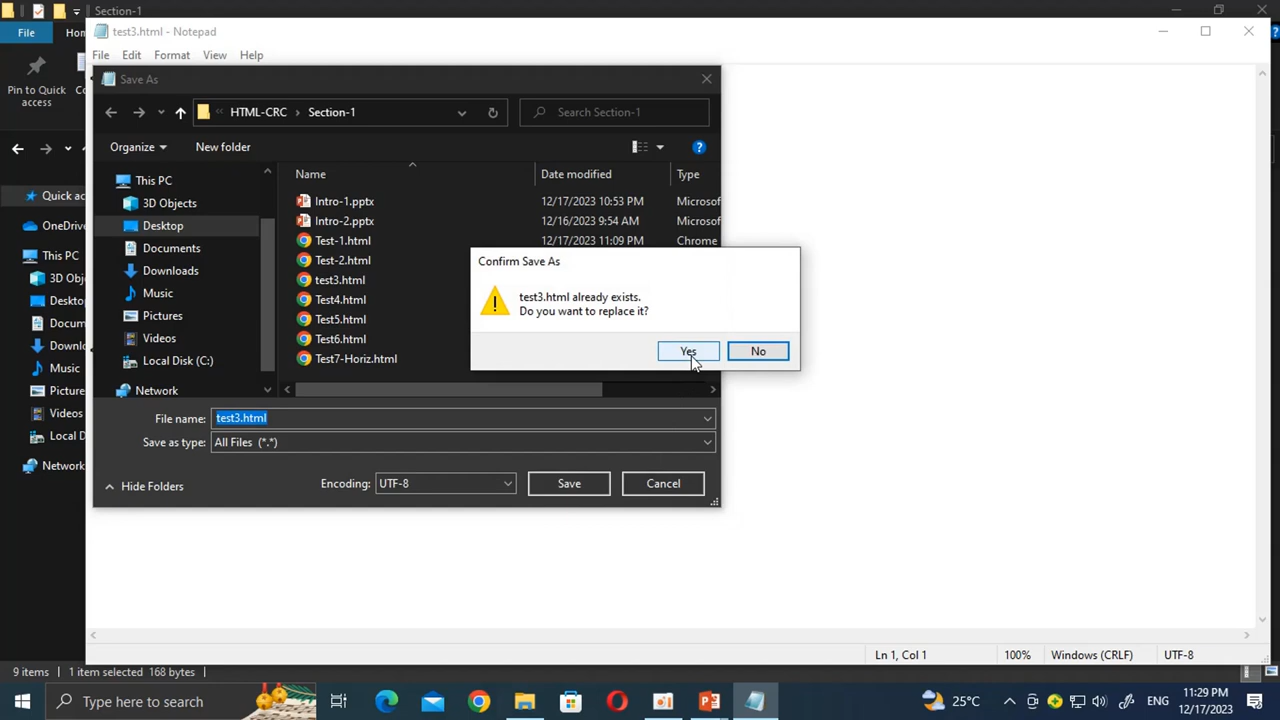 Section-1
File
Hom
test3.html - Notepad
File Edit Format View Help
Pin to Quick
access
Save As
HTML-CRC › Section-1
Search Section-1
Organize
New folder
Name Date modified Type
This PC
3D Objects
Desktop
Documents
Downloads
Music
Pictures
Videos
Local Disk (C:)
Network
Intro-1.pptx 12/17/2023 10:53 PM Microsof
Intro-2.pptx 12/16/2023 9:54 AM Microsof
Test-1.html 12/17/2023 11:09 PM Chrome
Test-2.html
test3.html
Test4.html
Test5.html
Test6.html
Test7-Horiz.html
Confirm Save As
test3.html already exists.
Do you want to replace it?
Yes No
File name: test3.html
Save as type: All Files (*.*)
Hide Folders
Encoding: UTF-8 Save Cancel
Quick ac
OneDriv
This PC
3D Ob
Deskto
Docum
Downlo
Music
Picture
Videos
Local D
Network
Ln 1, Col 1 100% Windows (CRLF) UTF-8
9 items 1 item selected 168 bytes
Type here to search
25°C
ENG
11:29 PM
12/17/2023